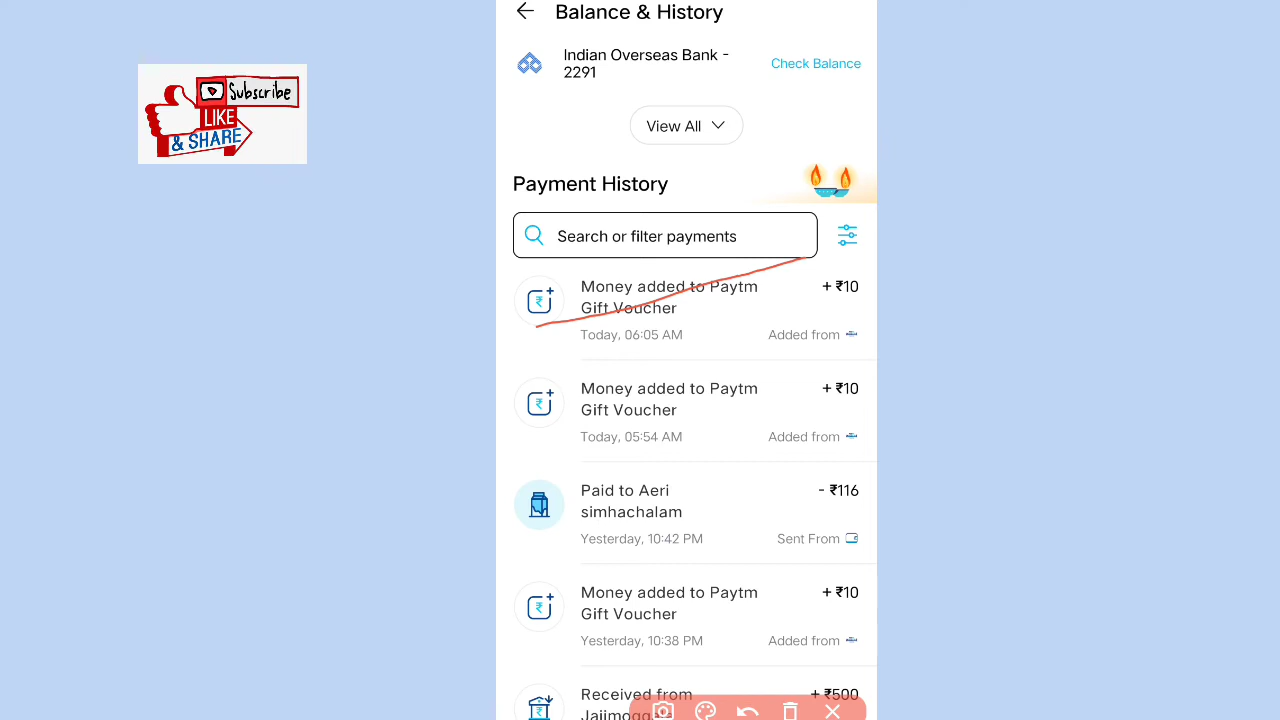 Balance & History
Indian Overseas Bank -
2291
Check Balance
View All
Subscribe
LIKE
& SHARE
Payment History
Search or filter payments
Money added to Paytm
Gift Voucher
+ ₹10
Today, 06:05 AM
Added from
Money added to Paytm
Gift Voucher
+ ₹10
Today, 05:54 AM
Added from
Paid to Aeri
simhachalam
- ₹116
Yesterday, 10:42 PM
Sent From
Money added to Paytm
Gift Voucher
+ ₹10
Yesterday, 10:38 PM
Added from
Received from
+ ₹500